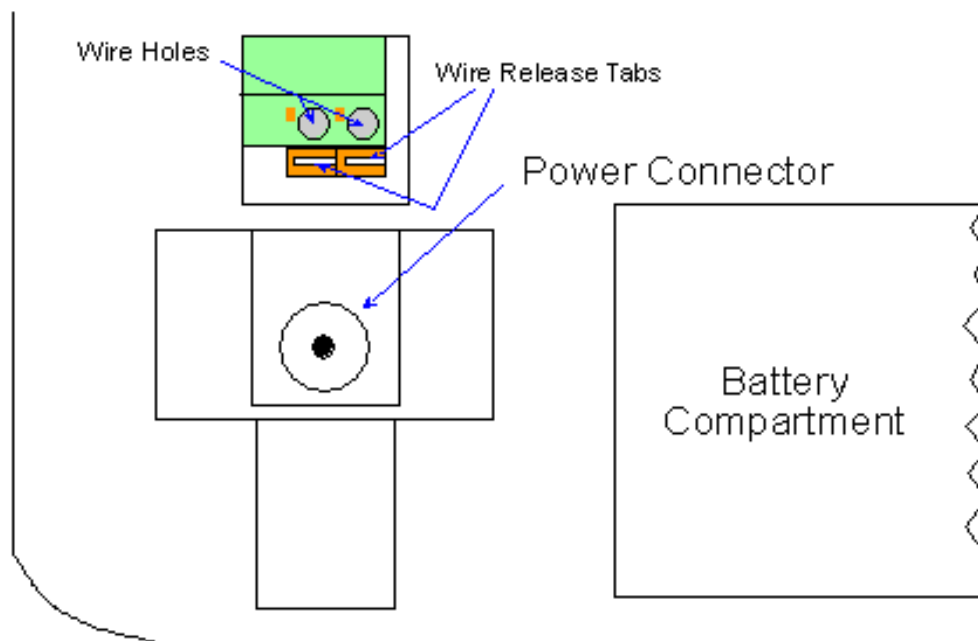 Wire Holes
Wire Release Tabs
Power Connector
Battery
Compartment